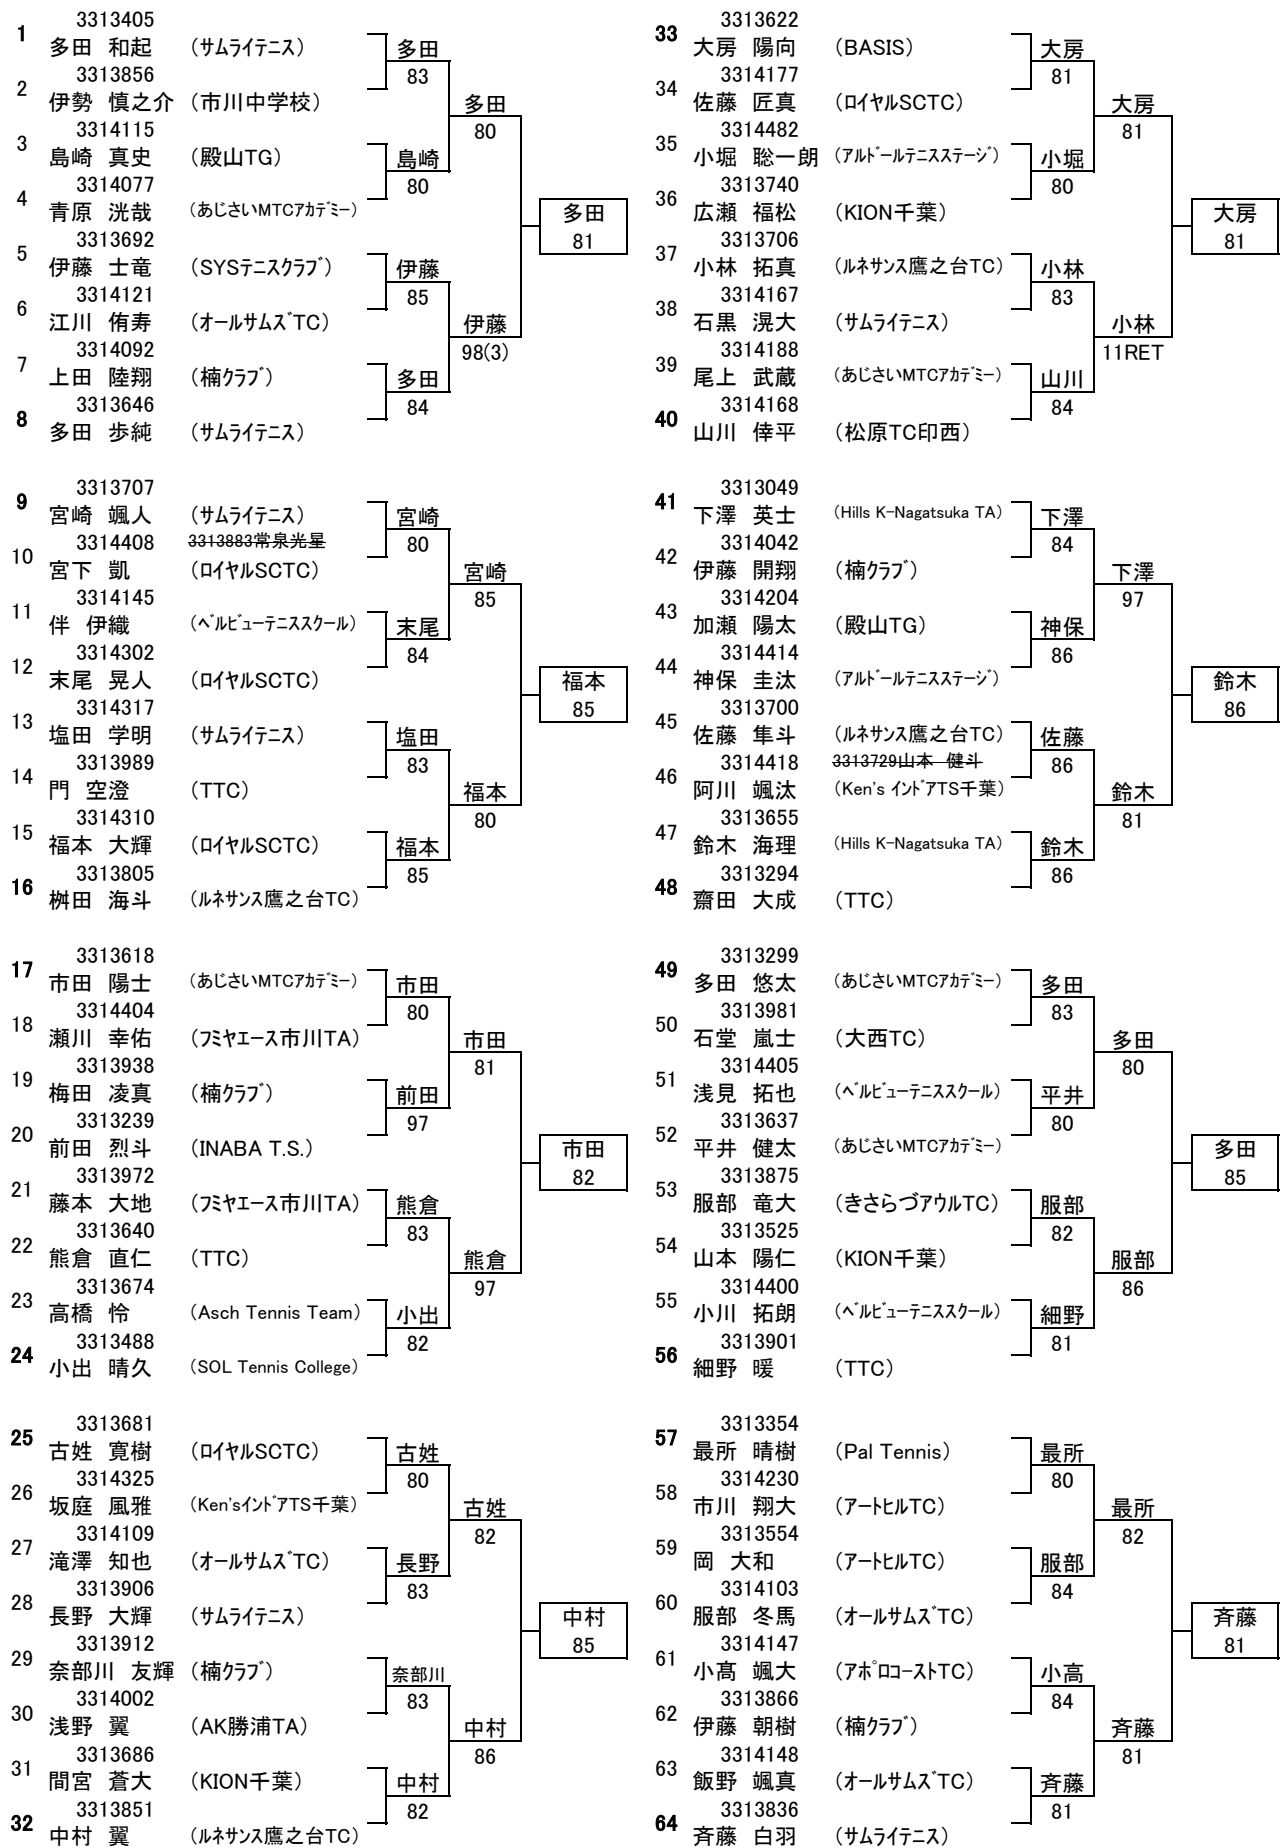 3313405
1 多田 和起 (サムライテニス) 多田
3313856 83
2 伊勢 慎之介 (市川中学校) 多田
3314115 80
3 島崎 真史 (殿山TG) 島崎
3314077 80
4 青原 洸哉 (あじさいMTCアカデミー) 多田
3313692 81
5 伊藤 士竜 (SYSテニスクラブ) 伊藤
3314121 85
6 江川 侑寿 (オールサムズTC) 伊藤
3314092 98(3)
7 上田 陸翔 (楠クラブ) 多田
3313646 84
8 多田 歩純 (サムライテニス)
3313707
9 宮崎 颯人 (サムライテニス) 宮崎
3314408 3313883常泉光星 80
10 宮下 凱 (ロイヤルSCTC) 宮崎
3314145 85
11 伴 伊織 (ベルビューテニススクール) 末尾
3314302 84
12 末尾 晃人 (ロイヤルSCTC) 福本
3314317 85
13 塩田 学明 (サムライテニス) 塩田
3313989 83
14 門 空澄 (TTC) 福本
3314310 80
15 福本 大輝 (ロイヤルSCTC) 福本
3313805 85
16 桝田 海斗 (ルネサンス鷹之台TC)
3313618
17 市田 陽士 (あじさいMTCアカデミー) 市田
3314404 80
18 瀬川 幸佑 (フミヤエース市川TA) 市田
3313938 81
19 梅田 凌真 (楠クラブ) 前田
3313239 97
20 前田 烈斗 (INABA T.S.) 市田
3313972 82
21 藤本 大地 (フミヤエース市川TA) 熊倉
3313640 83
22 熊倉 直仁 (TTC) 熊倉
3313674 97
23 高橋 怜 (Asch Tennis Team) 小出
3313488 82
24 小出 晴久 (SOL Tennis College)
3313681
25 古姓 寛樹 (ロイヤルSCTC) 古姓
3314325 80
26 坂庭 風雅 (Ken'sインドアTS千葉) 古姓
3314109 82
27 滝澤 知也 (オールサムズTC) 長野
3313906 83
28 長野 大輝 (サムライテニス) 中村
3313912 85
29 奈部川 友輝 (楠クラブ) 奈部川
3314002 83
30 浅野 翼 (AK勝浦TA) 中村
3313686 86
31 間宮 蒼大 (KION千葉) 中村
3313851 82
32 中村 翼 (ルネサンス鷹之台TC)
3313622
33 大房 陽向 (BASIS) 大房
3314177 81
34 佐藤 匠真 (ロイヤルSCTC) 大房
3314482 81
35 小堀 聡一朗 (アルドールテニスステージ) 小堀
3313740 80
36 広瀬 福松 (KION千葉) 大房
3313706 81
37 小林 拓真 (ルネサンス鷹之台TC) 小林
3314167 83
38 石黒 滉大 (サムライテニス) 小林
3314188 11RET
39 尾上 武蔵 (あじさいMTCアカデミー) 山川
3314168 84
40 山川 倖平 (松原TC印西)
3313049
41 下澤 英士 (Hills K-Nagatsuka TA) 下澤
3314042 84
42 伊藤 開翔 (楠クラブ) 下澤
3314204 97
43 加瀬 陽太 (殿山TG) 神保
3314414 86
44 神保 圭汰 (アルドールテニスステージ) 鈴木
3313700 86
45 佐藤 隼斗 (ルネサンス鷹之台TC) 佐藤
3314418 3313729山本 健斗 86
46 阿川 颯汰 (Ken's インドアTS千葉) 鈴木
3313655 81
47 鈴木 海理 (Hills K-Nagatsuka TA) 鈴木
3313294 86
48 齋田 大成 (TTC)
3313299
49 多田 悠太 (あじさいMTCアカデミー) 多田
3313981 83
50 石堂 嵐士 (大西TC) 多田
3314405 80
51 浅見 拓也 (ベルビューテニススクール) 平井
3313637 80
52 平井 健太 (あじさいMTCアカデミー) 多田
3313875 85
53 服部 竜大 (きさらづアウルTC) 服部
3313525 82
54 山本 陽仁 (KION千葉) 服部
3314400 86
55 小川 拓朗 (ベルビューテニススクール) 細野
3313901 81
56 細野 暖 (TTC)
3313354
57 最所 晴樹 (Pal Tennis) 最所
3314230 80
58 市川 翔大 (アートヒルTC) 最所
3313554 82
59 岡 大和 (アートヒルTC) 服部
3314103 84
60 服部 冬馬 (オールサムズTC) 斉藤
3314147 81
61 小髙 颯大 (アポロコーストTC) 小高
3313866 84
62 伊藤 朝樹 (楠クラブ) 斉藤
3314148 81
63 飯野 颯真 (オールサムズTC) 斉藤
3313836 81
64 斉藤 白羽 (サムライテニス)